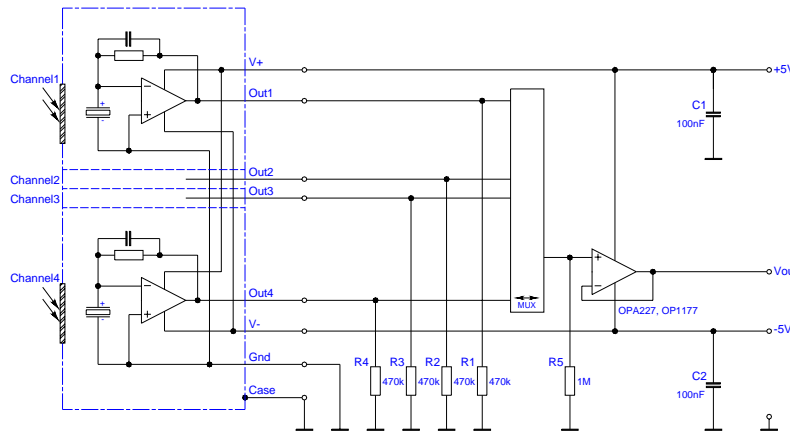 V+
+5V
Channel1
Out1
+
-
−
+
C1
100nF
Channel2
Out2
Channel3
Out3
Channel4
+
-
−
+
Out4
MUX
+
−
Vou
OPA227, OP1177
V-
-5V
Gnd
R4
R3
R2
R1
R5
470k
470k
470k
470k
1M
C2
100nF
Case